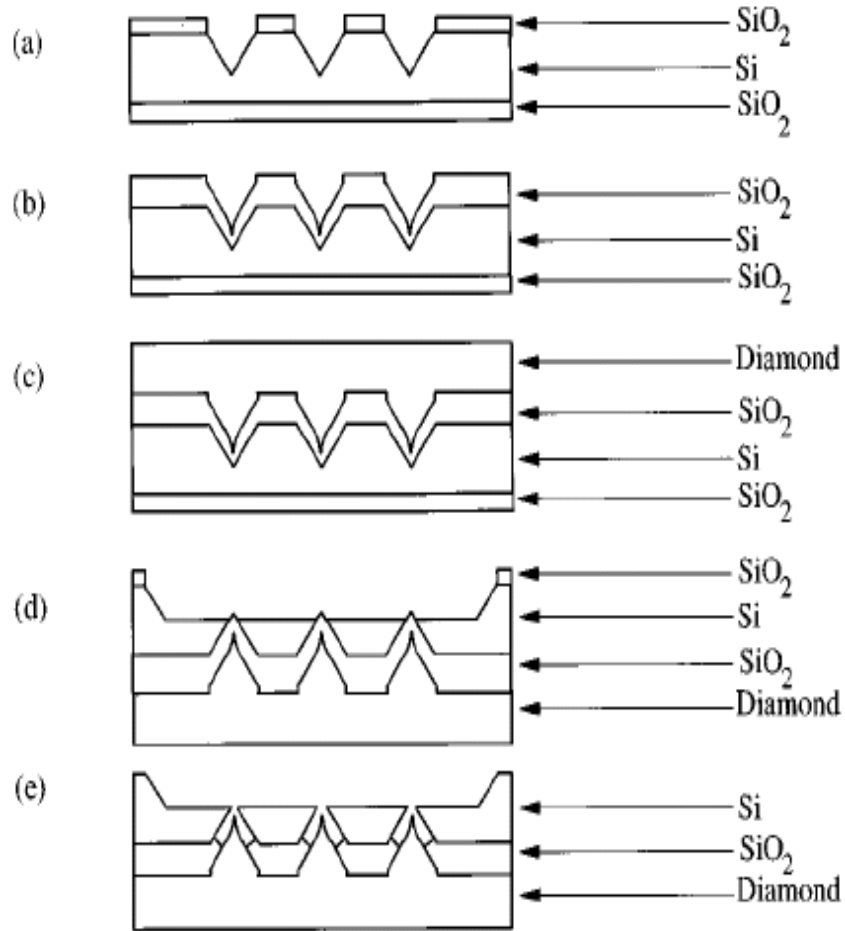 (a)
SiO₂
Si
SiO₂
(b)
SiO₂
Si
SiO₂
(c)
Diamond
SiO₂
Si
SiO₂
(d)
SiO₂
Si
SiO₂
Diamond
(e)
Si
SiO₂
Diamond